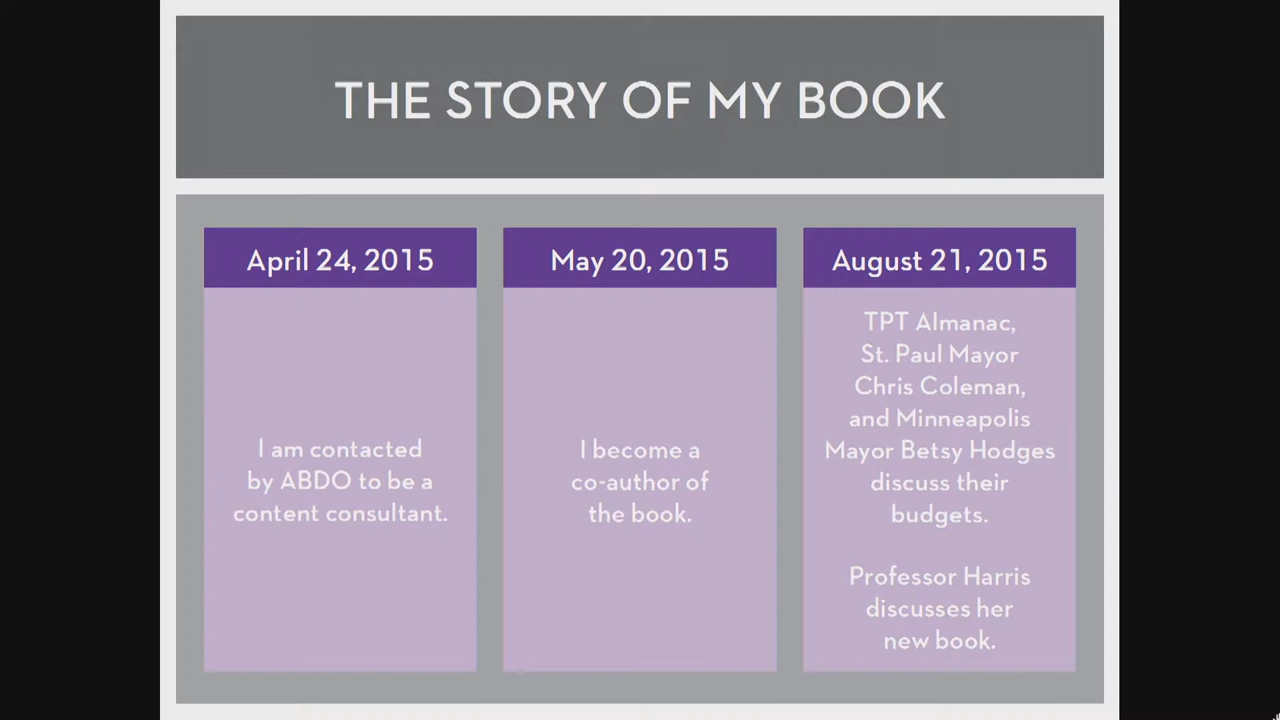 THE STORY OF MY BOOK
April 24, 2015
I am contacted
by ABDO to be a
content consultant.
May 20, 2015
I become a
co-author of
the book.
August 21, 2015
TPT Almanac,
St. Paul Mayor
Chris Coleman,
and Minneapolis
Mayor Betsy Hodges
discuss their
budgets.
Professor Harris
discusses her
new book.